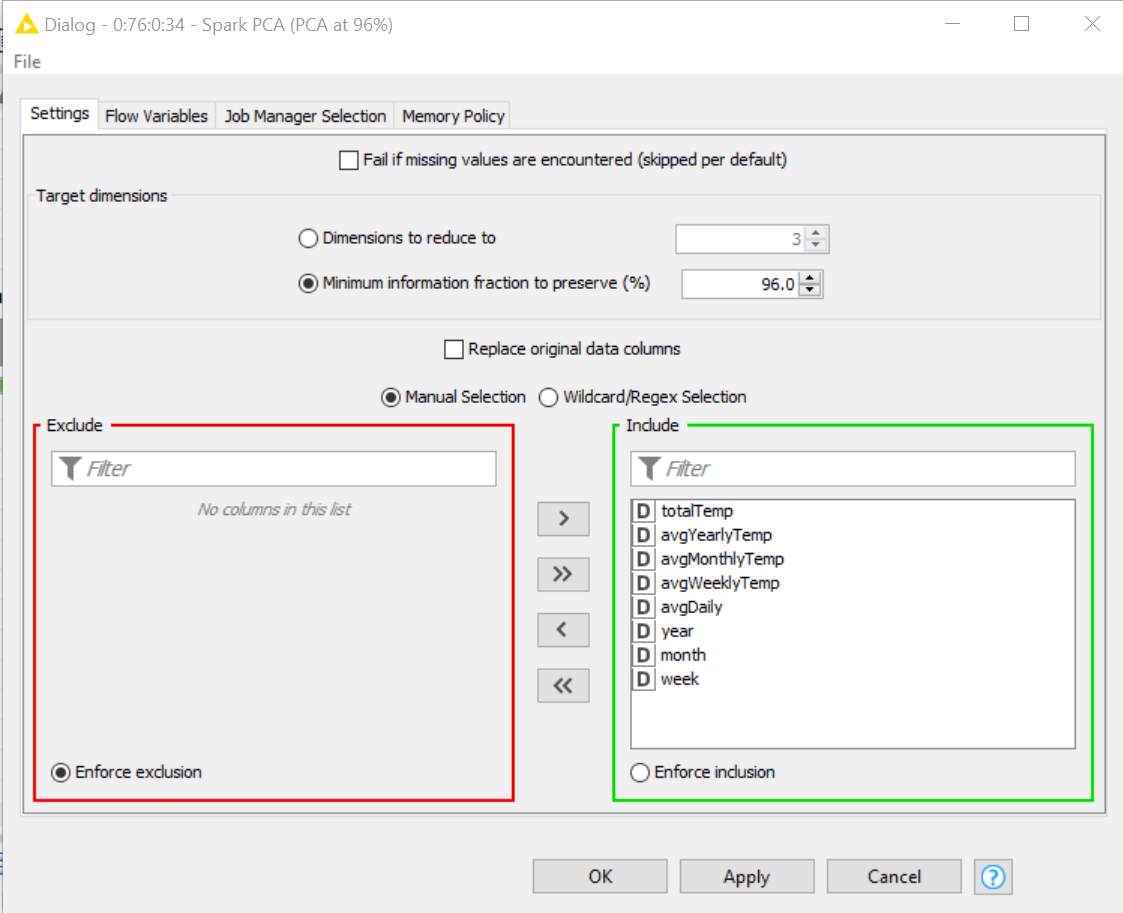 Dialog - 0:76:0:34 - Spark PCA (PCA at 96%)
File
Settings Flow Variables Job Manager Selection Memory Policy
Fail if missing values are encountered (skipped per default)
Target dimensions
Dimensions to reduce to 3
Minimum information fraction to preserve (%) 96.0
Replace original data columns
Manual Selection Wildcard/Regex Selection
Exclude
Filter
No columns in this list
Enforce exclusion
>
>>
<
<<
Include
Filter
D totalTemp
D avgYearlyTemp
D avgMonthlyTemp
D avgWeeklyTemp
D avgDaily
D year
D month
D week
Enforce inclusion
OK Apply Cancel ?